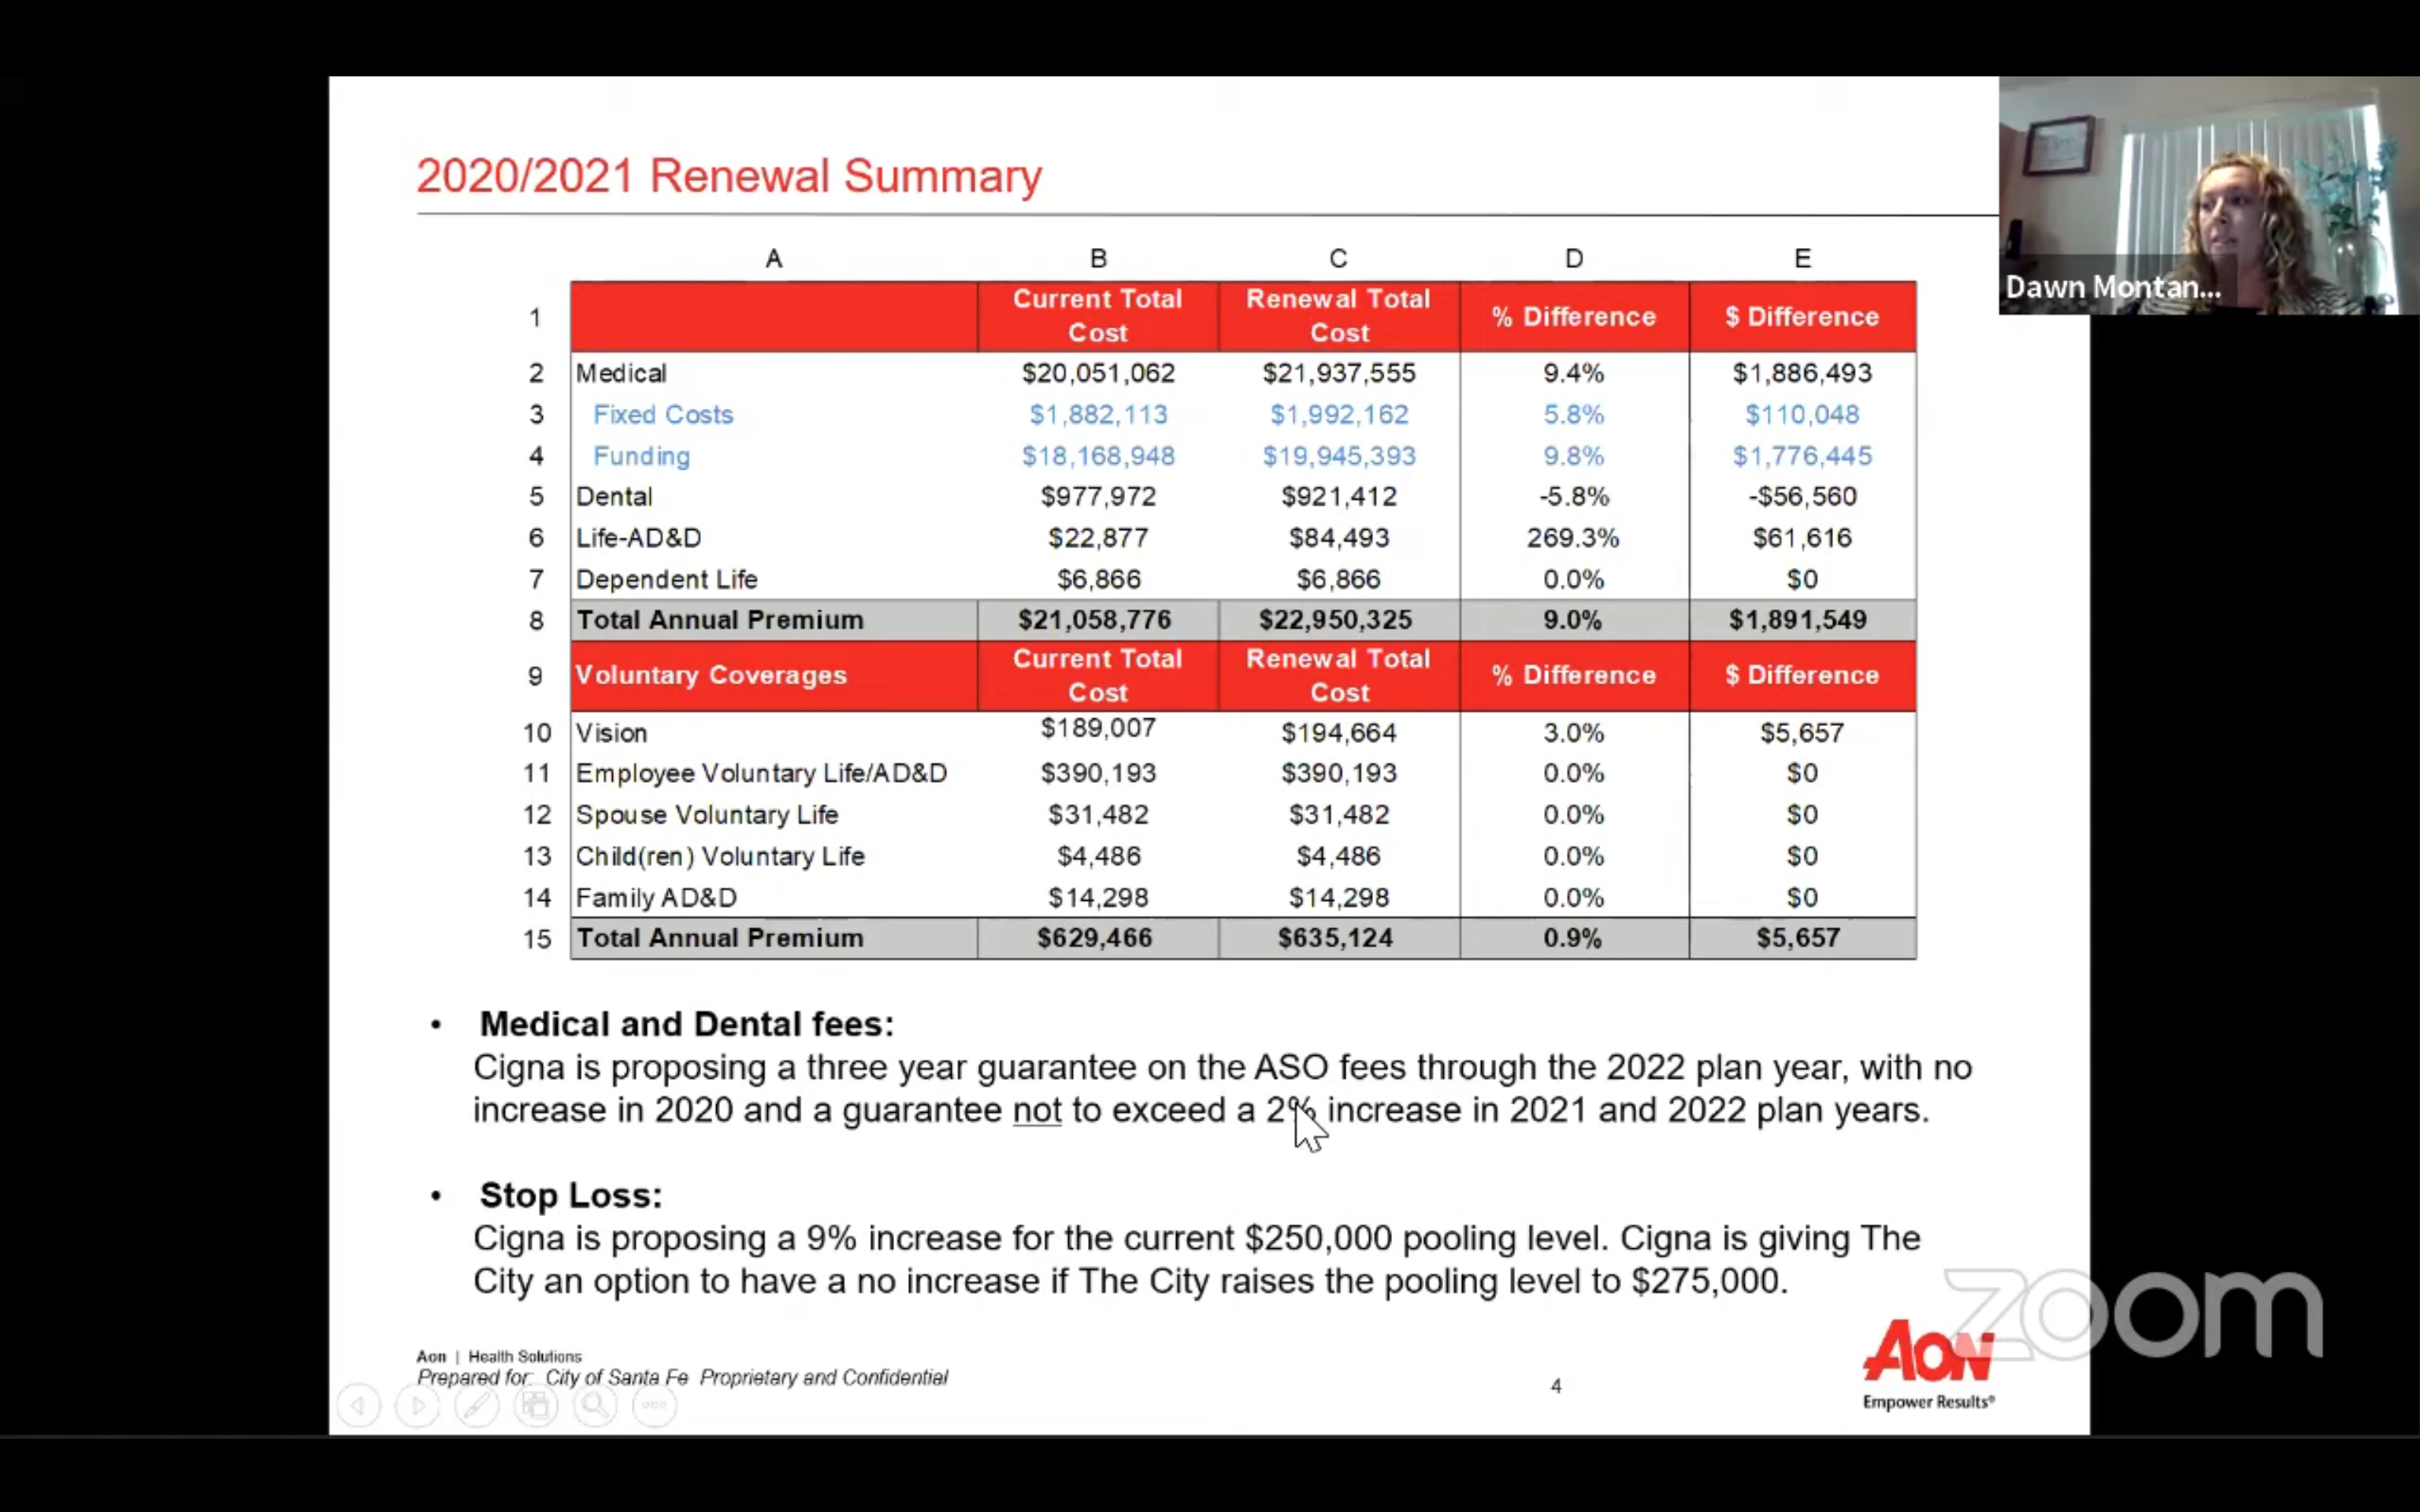 2020/2021 Renewal Summary
Dawn Montan...
A B C D E
1 Current Total Cost Renewal Total Cost % Difference $ Difference
2 Medical $20,051,062 $21,937,555 9.4% $1,886,493
3 Fixed Costs $1,882,113 $1,992,162 5.8% $110,048
4 Funding $18,168,948 $19,945,393 9.8% $1,776,445
5 Dental $977,972 $921,412 -5.8% -$56,560
6 Life-AD&D $22,877 $84,493 269.3% $61,616
7 Dependent Life $6,866 $6,866 0.0% $0
8 Total Annual Premium $21,058,776 $22,950,325 9.0% $1,891,549
9 Voluntary Coverages Current Total Cost Renewal Total Cost % Difference $ Difference
10 Vision $189,007 $194,664 3.0% $5,657
11 Employee Voluntary Life/AD&D $390,193 $390,193 0.0% $0
12 Spouse Voluntary Life $31,482 $31,482 0.0% $0
13 Child(ren) Voluntary Life $4,486 $4,486 0.0% $0
14 Family AD&D $14,298 $14,298 0.0% $0
15 Total Annual Premium $629,466 $635,124 0.9% $5,657
• Medical and Dental fees:
Cigna is proposing a three year guarantee on the ASO fees through the 2022 plan year, with no
increase in 2020 and a guarantee not to exceed a 2% increase in 2021 and 2022 plan years.
• Stop Loss:
Cigna is proposing a 9% increase for the current $250,000 pooling level. Cigna is giving The
City an option to have a no increase if The City raises the pooling level to $275,000.
zoom
Aon | Health Solutions
Prepared for: City of Santa Fe Proprietary and Confidential
4
AON
Empower Results®